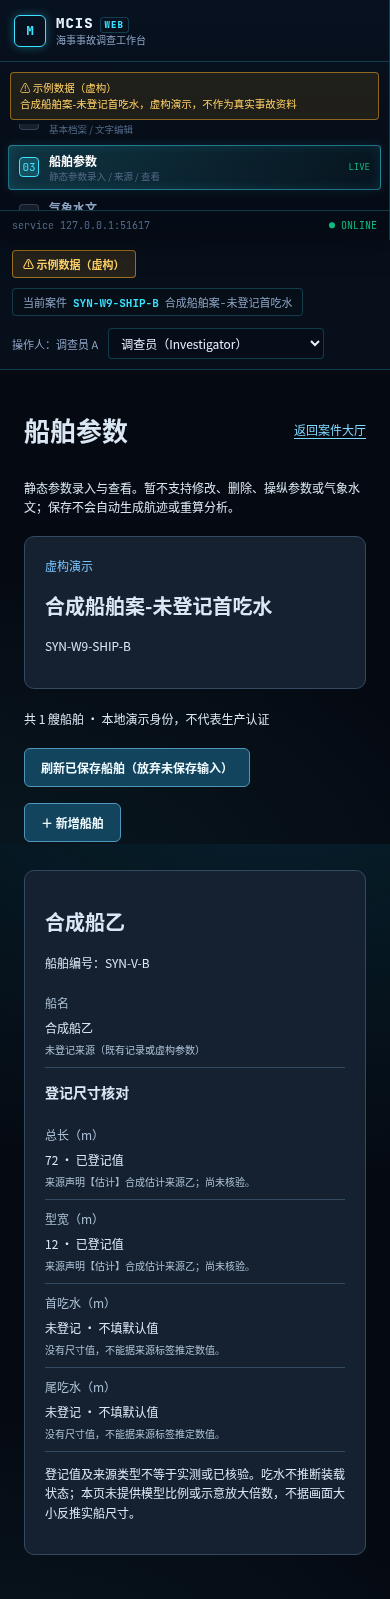 M
MCIS WEB
海事事故调查工作台
⚠ 示例数据（虚构）
合成船舶案-未登记首吃水，虚构演示，不作为真实事故资料
基本档案 / 文字编辑
03 船舶参数 LIVE
静态参数录入 / 来源 / 查看
气象水文
service 127.0.0.1:51617 ONLINE
⚠ 示例数据（虚构）
当前案件 SYN-W9-SHIP-B 合成船舶案-未登记首吃水
操作人：调查员 A 调查员（Investigator）
船舶参数 返回案件大厅
静态参数录入与查看。暂不支持修改、删除、操纵参数或气象水
文；保存不会自动生成航迹或重算分析。
虚构演示
合成船舶案-未登记首吃水
SYN-W9-SHIP-B
共 1 艘船舶 · 本地演示身份，不代表生产认证
刷新已保存船舶（放弃未保存输入）
＋ 新增船舶
合成船乙
船舶编号：SYN-V-B
船名
合成船乙
未登记来源（既有记录或虚构参数）
登记尺寸核对
总长（m）
72 · 已登记值
来源声明【估计】合成估计来源乙；尚未核验。
型宽（m）
12 · 已登记值
来源声明【估计】合成估计来源乙；尚未核验。
首吃水（m）
未登记 · 不填默认值
没有尺寸值，不能据来源标签推定数值。
尾吃水（m）
未登记 · 不填默认值
没有尺寸值，不能据来源标签推定数值。
登记值及来源类型不等于实测或已核验。吃水不推断装载
状态；本页未提供模型比例或示意放大倍数，不据画面大
小反推实船尺寸。